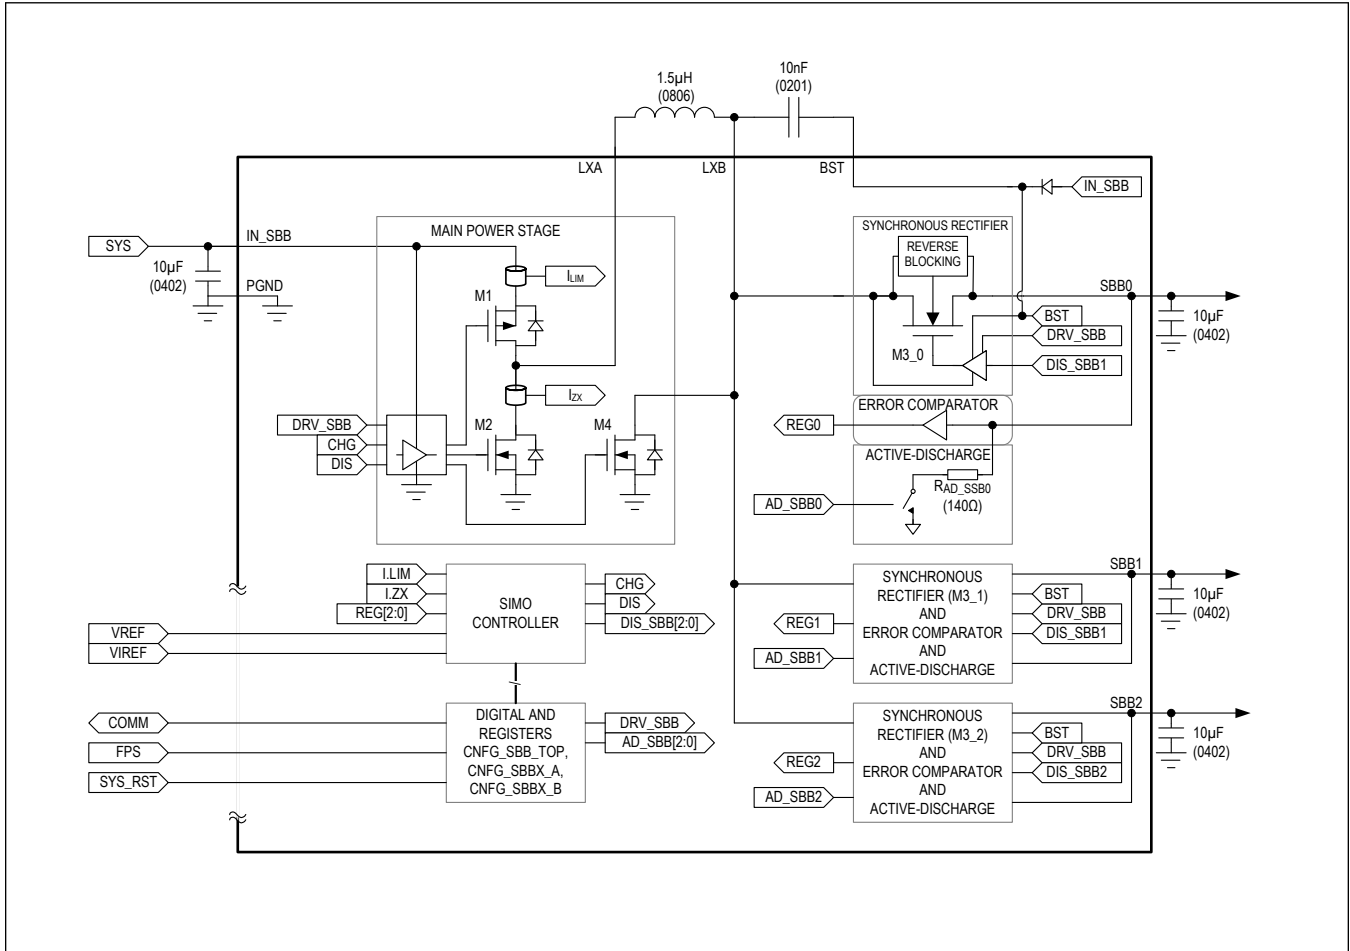 1.5µH
(0806)
10nF
(0201)
LXA
LXB
BST
IN_SBB
SYS
IN_SBB
10µF
(0402)
PGND
MAIN POWER STAGE
ILIM
M1
IZX
DRV_SBB
CHG
DIS
M2
M4
SYNCHRONOUS RECTIFIER
REVERSE
BLOCKING
M3_0
SBB0
BST
DRV_SBB
DIS_SBB1
10µF
(0402)
ERROR COMPARATOR
REG0
ACTIVE-DISCHARGE
RAD_SSB0
(140Ω)
AD_SBB0
I.LIM
I.ZX
REG[2:0]
VREF
VIREF
SIMO
CONTROLLER
CHG
DIS
DIS_SBB[2:0]
COMM
FPS
SYS_RST
DIGITAL AND
REGISTERS
CNFG_SBB_TOP,
CNFG_SBBX_A,
CNFG_SBBX_B
DRV_SBB
AD_SBB[2:0]
SYNCHRONOUS
RECTIFIER (M3_1)
AND
ERROR COMPARATOR
AND
ACTIVE-DISCHARGE
REG1
AD_SBB1
SBB1
BST
DRV_SBB
DIS_SBB1
10µF
(0402)
SYNCHRONOUS
RECTIFIER (M3_2)
AND
ERROR COMPARATOR
AND
ACTIVE-DISCHARGE
REG2
AD_SBB2
SBB2
BST
DRV_SBB
DIS_SBB2
10µF
(0402)